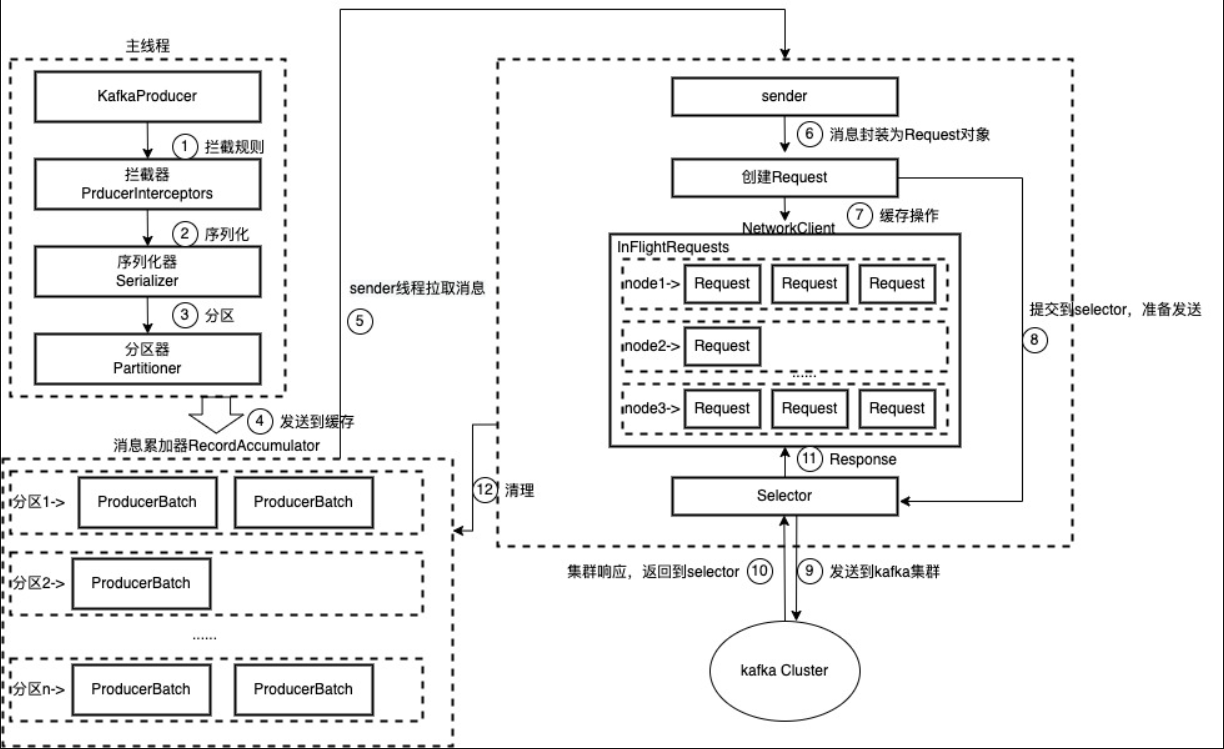 主线程
KafkaProducer
1 拦截规则
拦截器
PrducerInterceptors
2 序列化
序列化器
Serializer
3 分区
分区器
Partitioner
4 发送到缓存
消息累加器RecordAccumulator
分区1-> ProducerBatch ProducerBatch
分区2-> ProducerBatch
......
分区n-> ProducerBatch ProducerBatch
sender线程拉取消息
5
sender
6 消息封装为Request对象
创建Request
7 缓存操作
NetworkClient
InFlightRequests
node1-> Request Request Request
node2-> Request
......
node3-> Request Request Request
提交到selector，准备发送
8
11 Response
Selector
12 清理
集群响应，返回到selector 10 9 发送到kafka集群
kafka Cluster